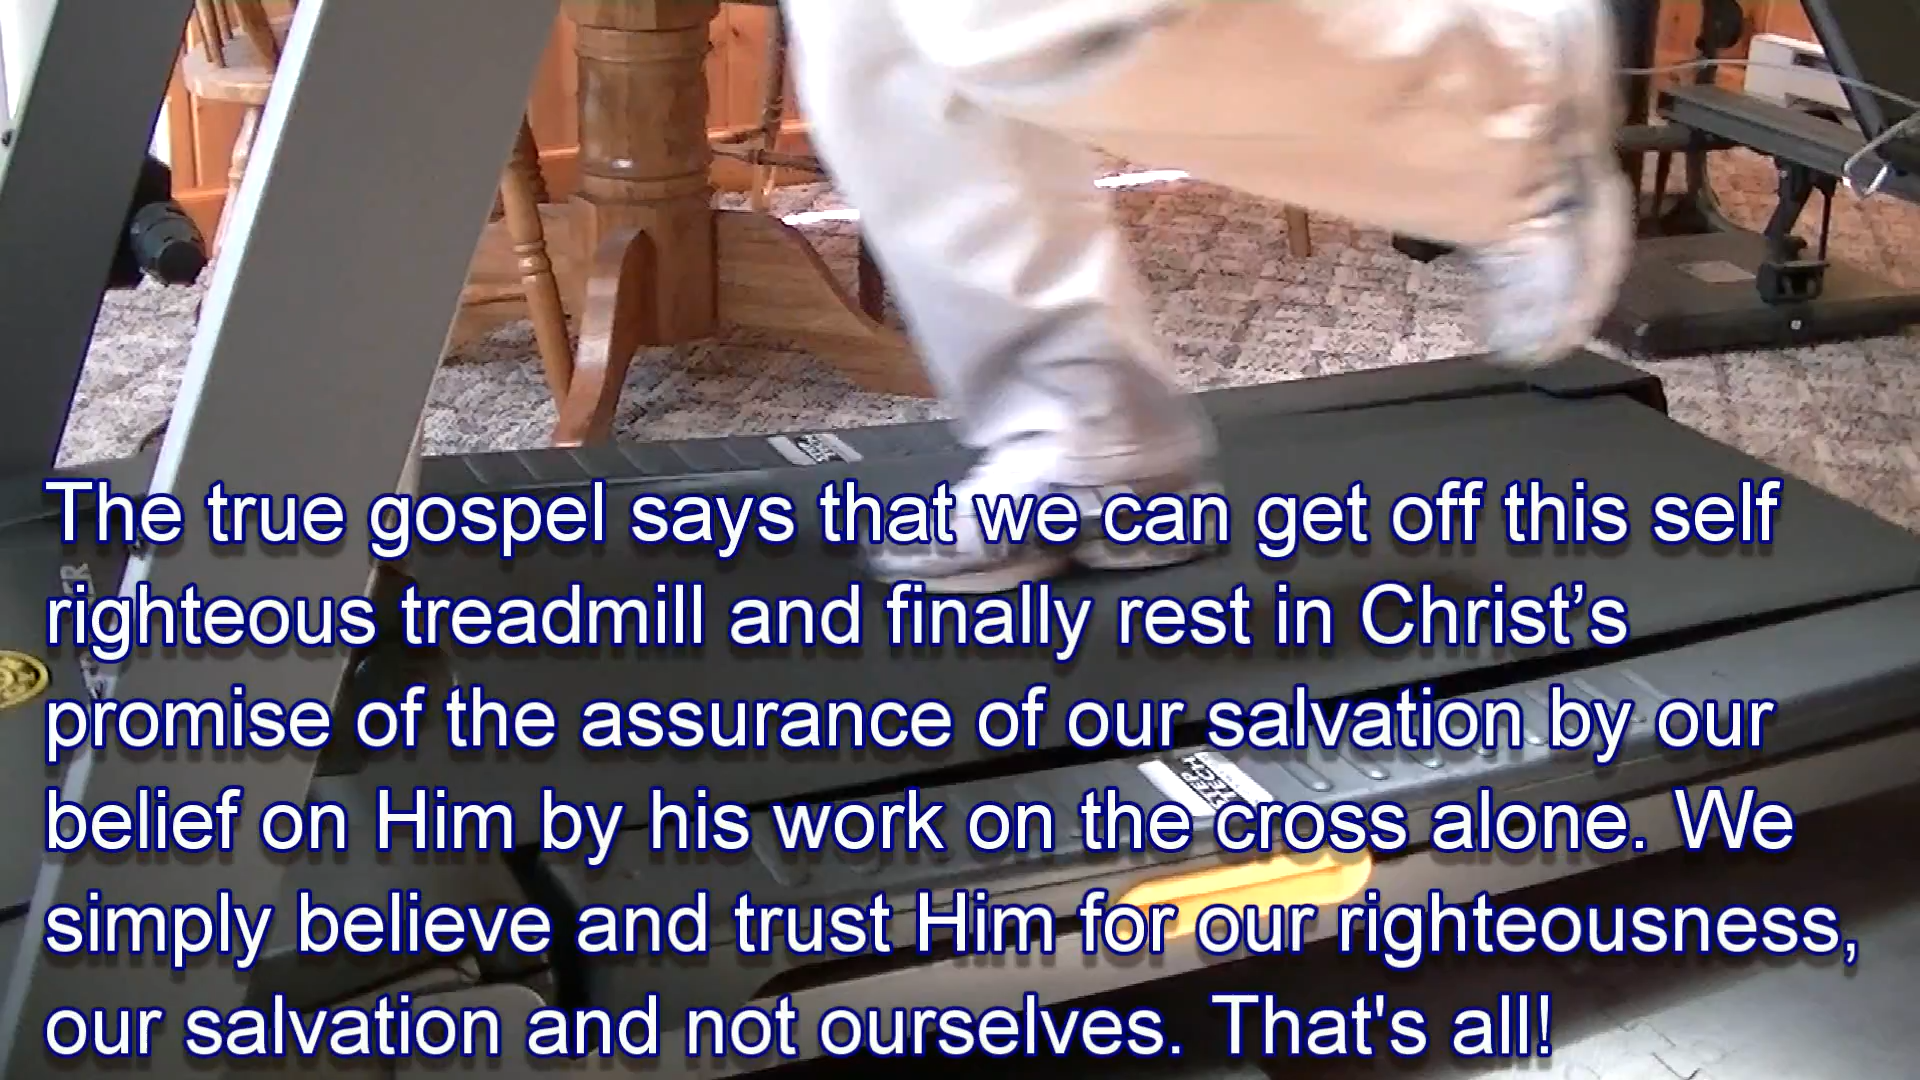 The true gospel says that we can get off this self
righteous treadmill and finally rest in Christ’s
promise of the assurance of our salvation by our
belief on Him by his work on the cross alone. We
simply believe and trust Him for our righteousness,
our salvation and not ourselves. That's all!
STEP
TECH